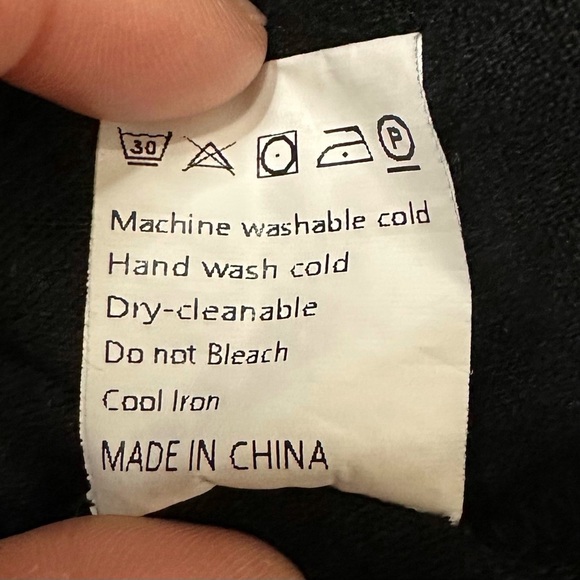 30 P
Machine washable cold
Hand wash cold
Dry-cleanable
Do not Bleach
Cool Iron
MADE IN CHINA